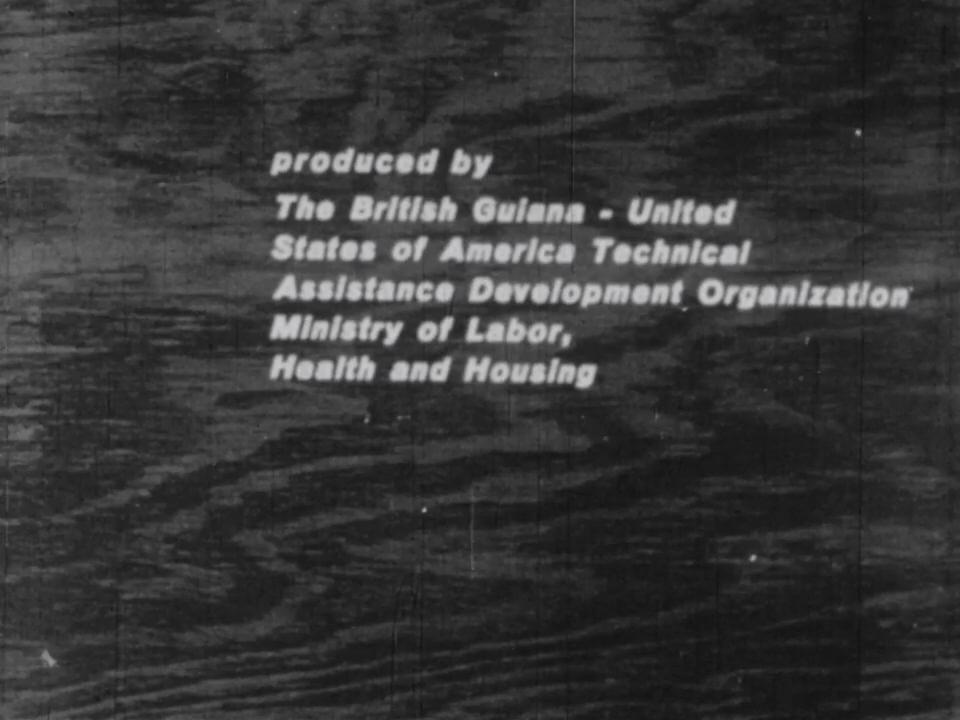 produced by
The British Guiana - United
States of America Technical
Assistance Development Organization
Ministry of Labor,
Health and Housing